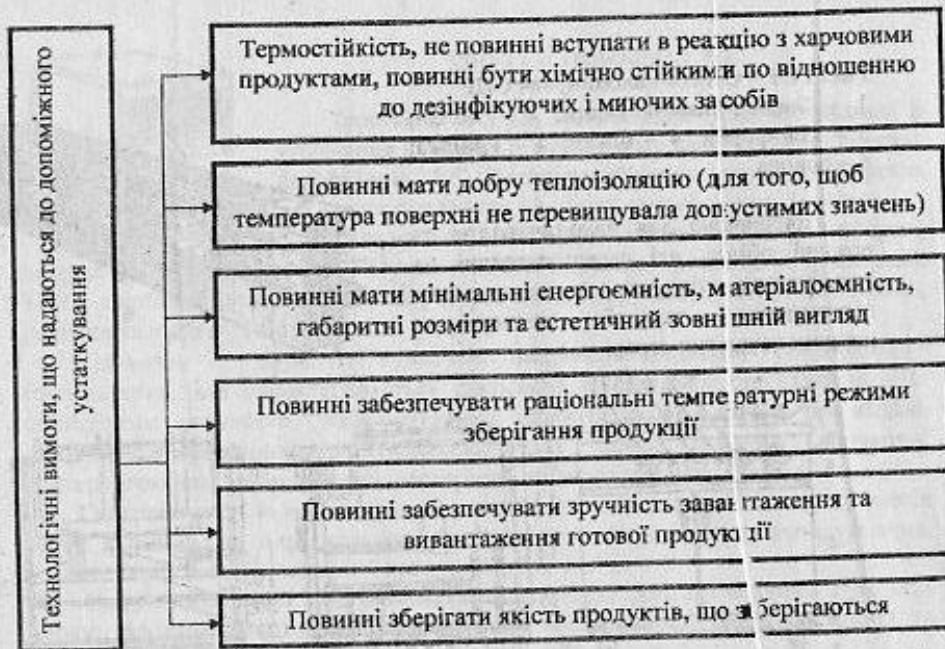 Технологічні вимоги, що надаються до допоміжного
устаткування
Термостійкість, не повинні вступати в реакцію з харчовими
продуктами, повинні бути хімічно стійкими по відношенню
до дезінфікуючих і миючих засобів
Повинні мати добру теплоізоляцію (для того, щоб
температура поверхні не перевищувала допустимих значень)
Повинні мати мінімальні енергоємність, матеріалоємність,
габаритні розміри та естетичний зовнішній вигляд
Повинні забезпечувати раціональні температурні режими
зберігання продукції
Повинні забезпечувати зручність завантаження та
вивантаження готової продукції
Повинні зберігати якість продуктів, що зберігаються